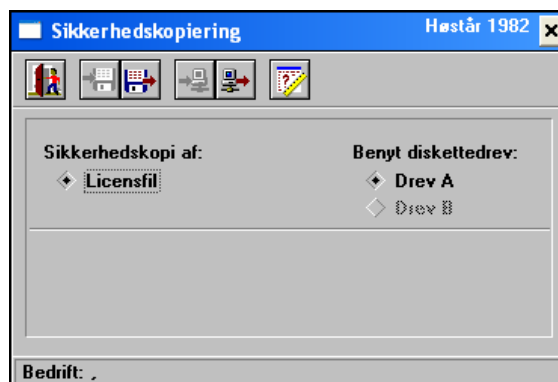 Sikkerhedskopiering
Høstår 1982
Sikkerhedskopi af:
Licensfil
Benyt diskettedrev:
Drev A
Drev B
Bedrift: ,